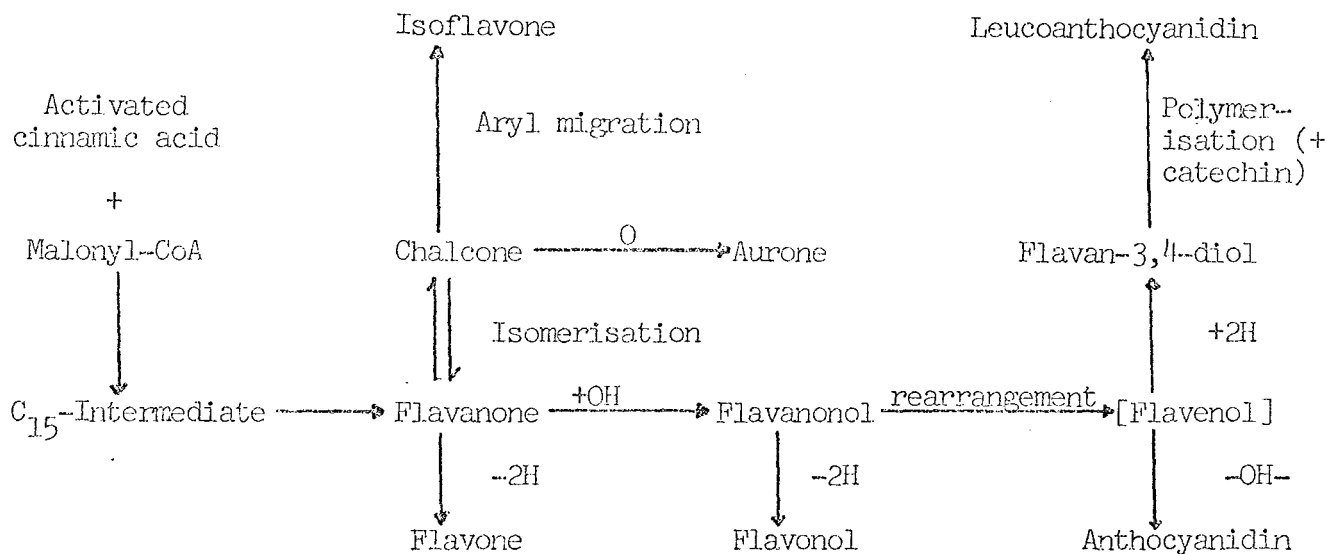 Isoflavone
Leucoanthocyanidin
Activated
cinnamic acid
Aryl migration
Polymer-
isation (+
catechin)
+
Malonyl-CoA
Chalcone
O
Aurone
Flavan-3,4-diol
Isomerisation
+2H
C15-Intermediate
Flavanone
+OH
Flavanonol
rearrangement
[Flavenol]
-2H
-2H
-OH-
Flavone
Flavonol
Anthocyanidin